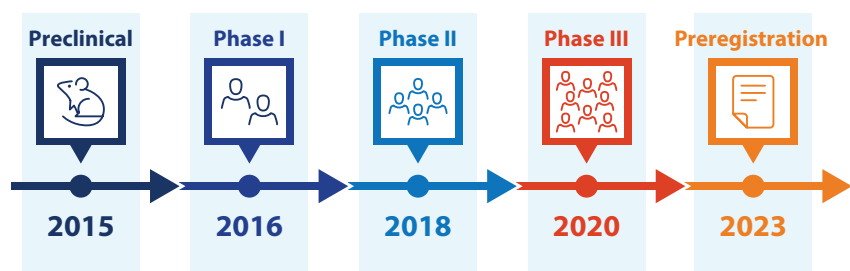 Preclinical
Phase I
Phase II
Phase III
Preregistration
2015
2016
2018
2020
2023